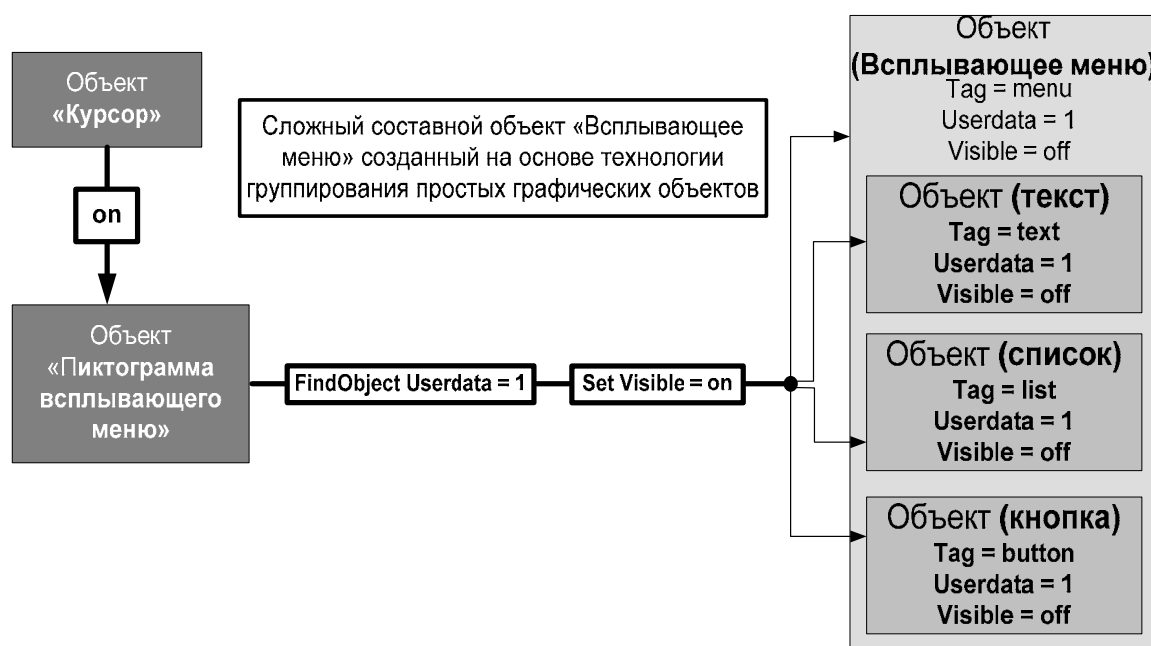 Объект
«Курсор»
on
Объект
«Пиктограмма
всплывающего
меню»
Сложный составной объект «Всплывающее
меню» созданный на основе технологии
группирования простых графических объектов
FindObject Userdata = 1
Set Visible = on
Объект
(Всплывающее меню)
Tag = menu
Userdata = 1
Visible = off
Объект (текст)
Tag = text
Userdata = 1
Visible = off
Объект (список)
Tag = list
Userdata = 1
Visible = off
Объект (кнопка)
Tag = button
Userdata = 1
Visible = off